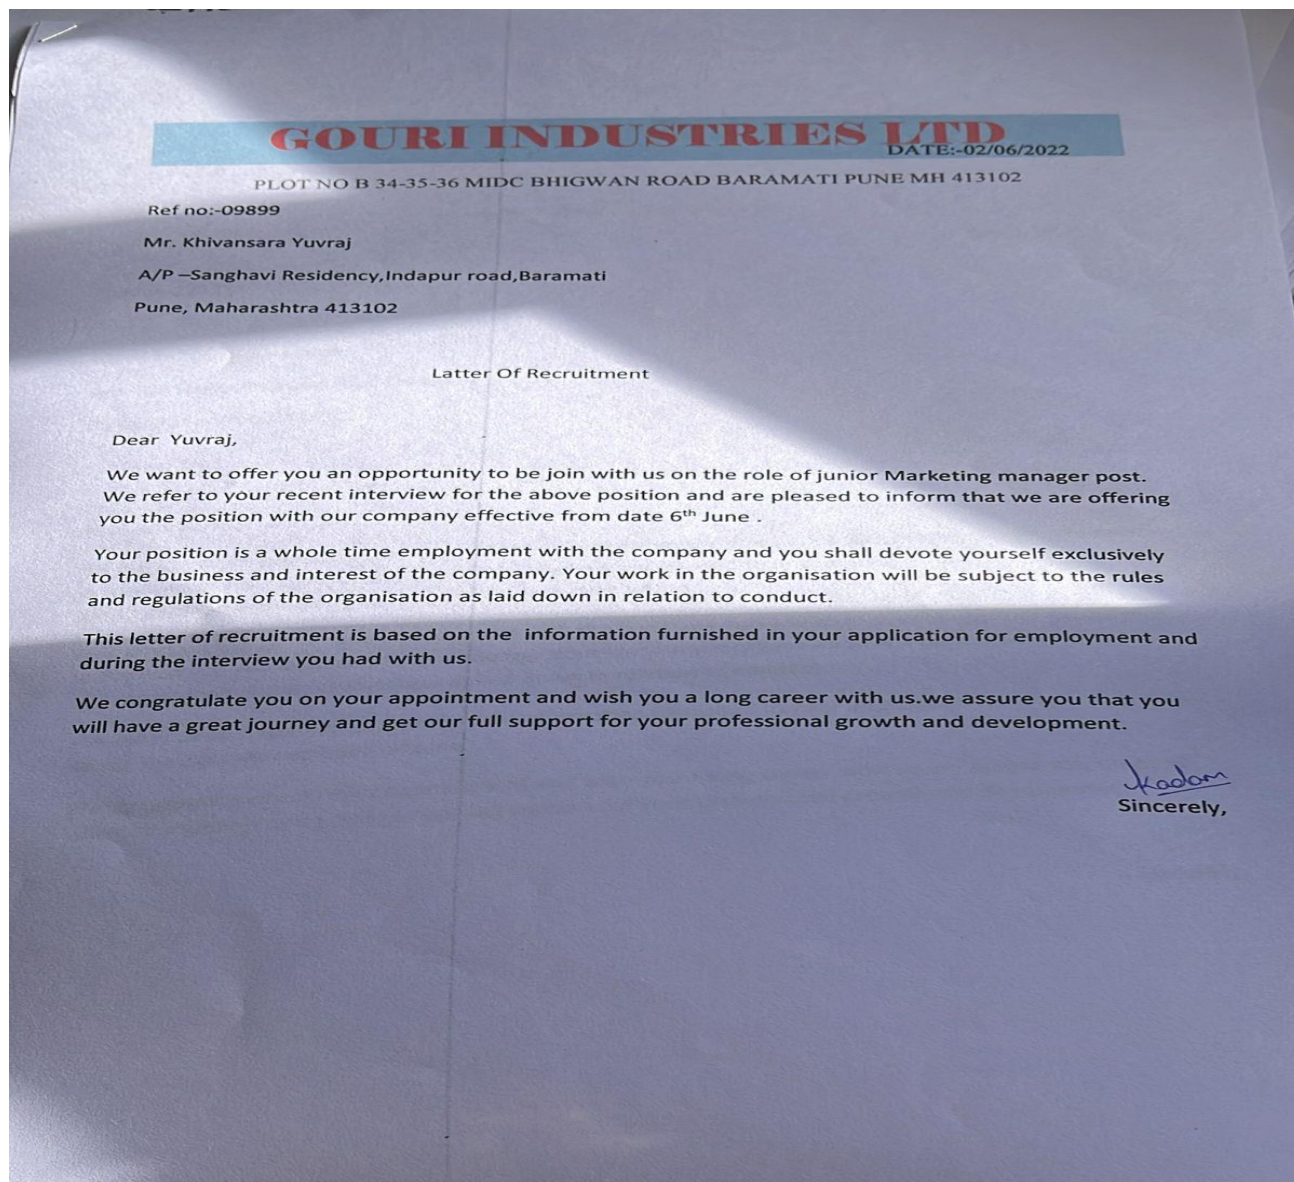 GOURI INDUSTRIES LTD
DATE:-02/06/2022
PLOT NO B 34-35-36 MIDC BHIGWAN ROAD BARAMATI PUNE MH 413102
Ref no:-09899
Mr. Khivansara Yuvraj
A/P –Sanghavi Residency,Indapur road,Baramati
Pune, Maharashtra 413102
Latter Of Recruitment
Dear Yuvraj,
We want to offer you an opportunity to be join with us on the role of junior Marketing manager post.
We refer to your recent interview for the above position and are pleased to inform that we are offering
you the position with our company effective from date 6th June .
Your position is a whole time employment with the company and you shall devote yourself exclusively
to the business and interest of the company. Your work in the organisation will be subject to the rules
and regulations of the organisation as laid down in relation to conduct.
This letter of recruitment is based on the information furnished in your application for employment and
during the interview you had with us.
We congratulate you on your appointment and wish you a long career with us.we assure you that you
will have a great journey and get our full support for your professional growth and development.
kadam
Sincerely,